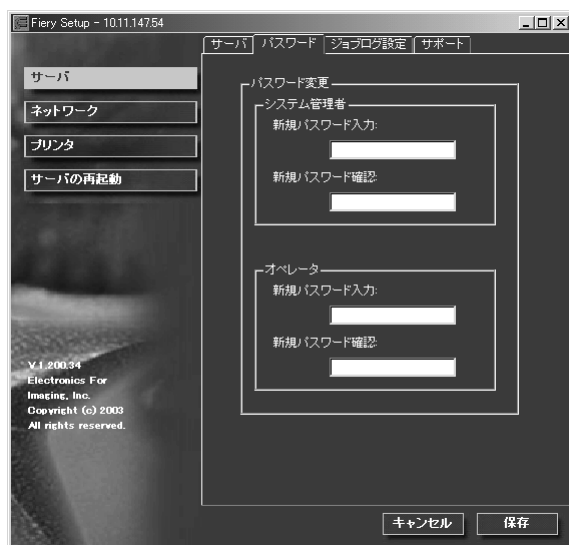 Fiery Setup - 10.11.147.54
サーバ パスワード ジョブログ設定 サポート
サーバ
ネットワーク
プリンタ
サーバの再起動
パスワード変更
システム管理者
新規パスワード入力:
新規パスワード確認:
オペレータ
新規パスワード入力:
新規パスワード確認:
V.1.200.34
Electronics For
Imaging, Inc.
Copyright (c) 2003
All rights reserved.
キャンセル 保存